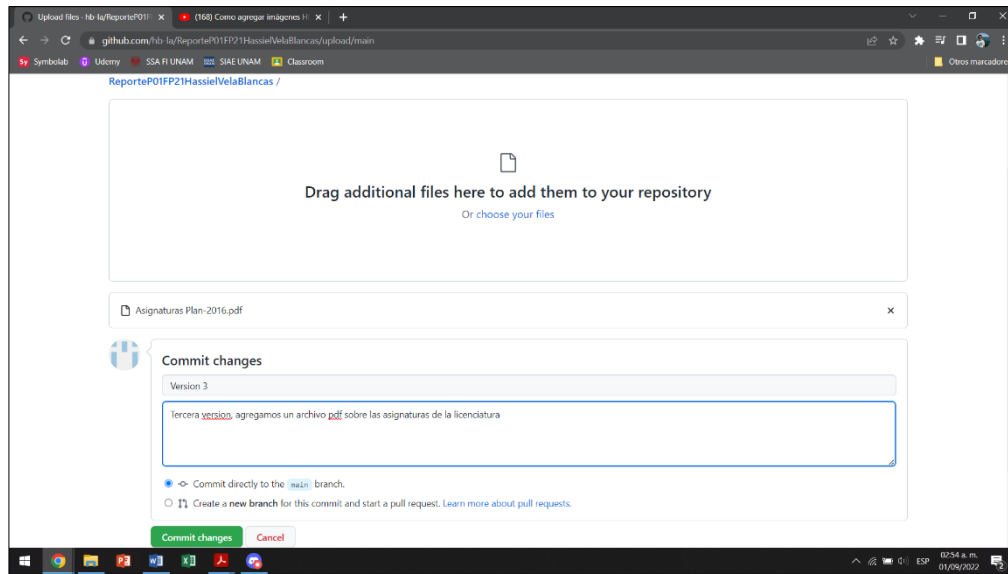 Upload files · hb-la/ReporteP01F
(168) Como agregar imágenes H
github.com/hb-la/ReporteP01FP21HassielVelaBlancas/upload/main
Sy Symbolab
Udemy
SSA FI UNAM
SIAE UNAM
Classroom
Otros marcadore
ReporteP01FP21HassielVelaBlancas /
Drag additional files here to add them to your repository
Or choose your files
Asignaturas Plan-2016.pdf
Commit changes
Version 3
Tercera version, agregamos un archivo pdf sobre las asignaturas de la licenciatura
Commit directly to the main branch.
Create a new branch for this commit and start a pull request. Learn more about pull requests.
Commit changes
Cancel
ESP
02:54 a. m.
01/09/2022